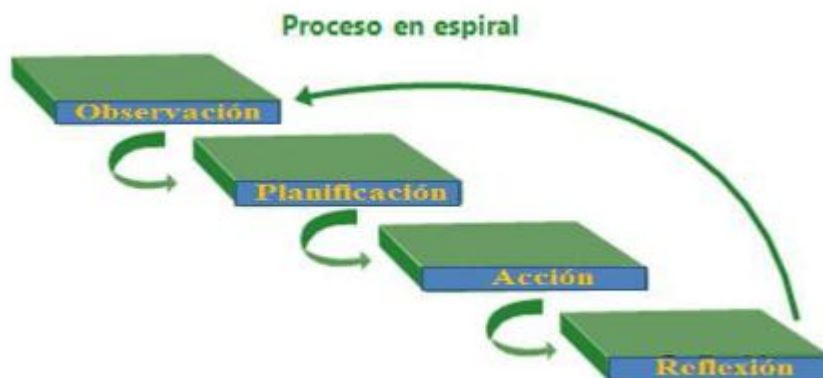 Proceso en espiral
Observación
Planificación
Acción
Reflexión